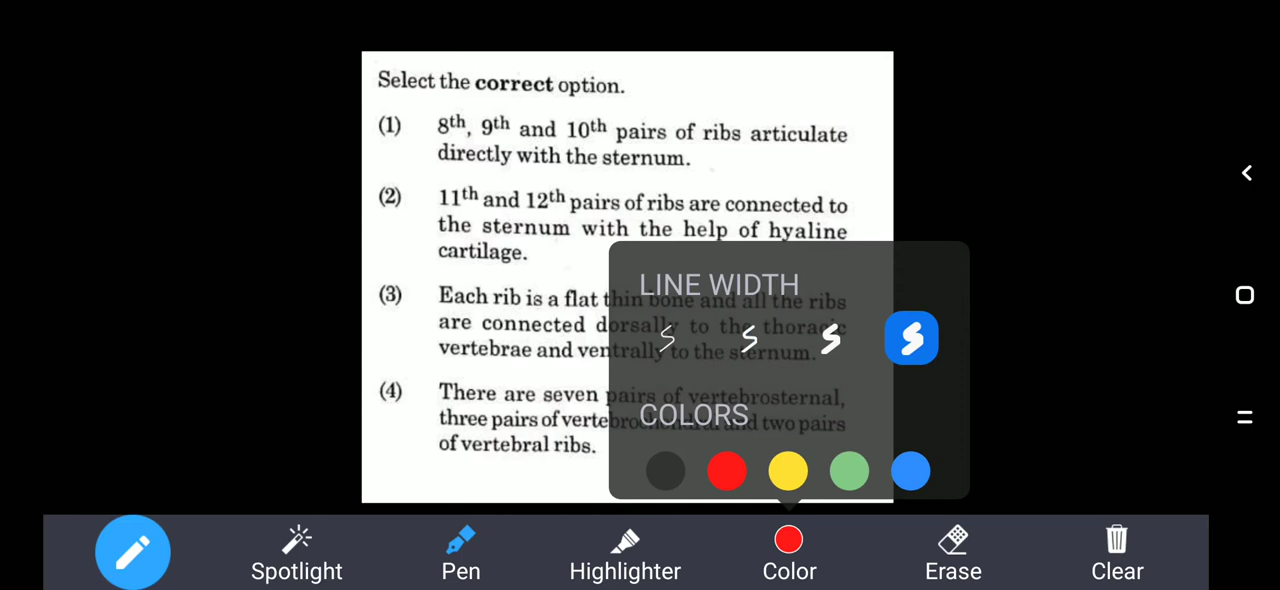 Select the correct option.
(1) 8th, 9th and 10th pairs of ribs articulate
directly with the sternum.
(2) 11th and 12th pairs of ribs are connected to
the sternum with the help of hyaline
cartilage.
(3) Each rib is a flat thin bone and all the ribs
are connected dorsally to the thoracic
vertebrae and ventrally to the sternum.
(4) There are seven pairs of vertebrosternal,
three pairs of vertebrochondral and two pairs
of vertebral ribs.
LINE WIDTH
COLORS
Spotlight
Pen
Highlighter
Color
Erase
Clear